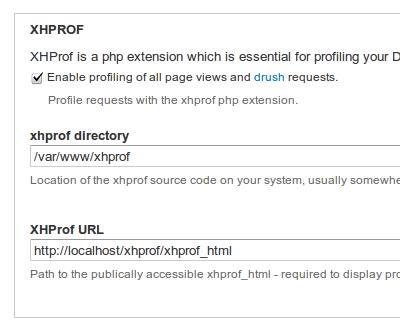 XHPROF
XHProf is a php extension which is essential for profiling your D
Enable profiling of all page views and drush requests.
Profile requests with the xhprof php extension.
xhprof directory
/var/www/xhprof
Location of the xhprof source code on your system, usually somewhe
XHProf URL
http://localhost/xhprof/xhprof_html
Path to the publically accessible xhprof_html - required to display pro